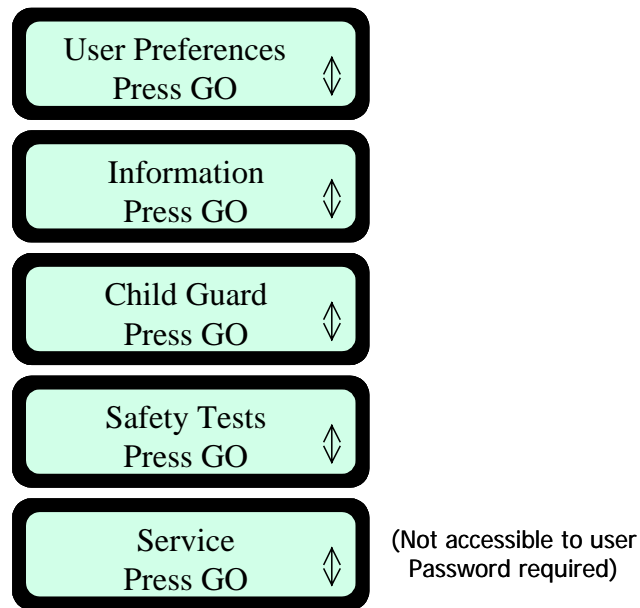 User Preferences
Press GO
Information
Press GO
Child Guard
Press GO
Safety Tests
Press GO
Service
Press GO
(Not accessible to user
Password required)